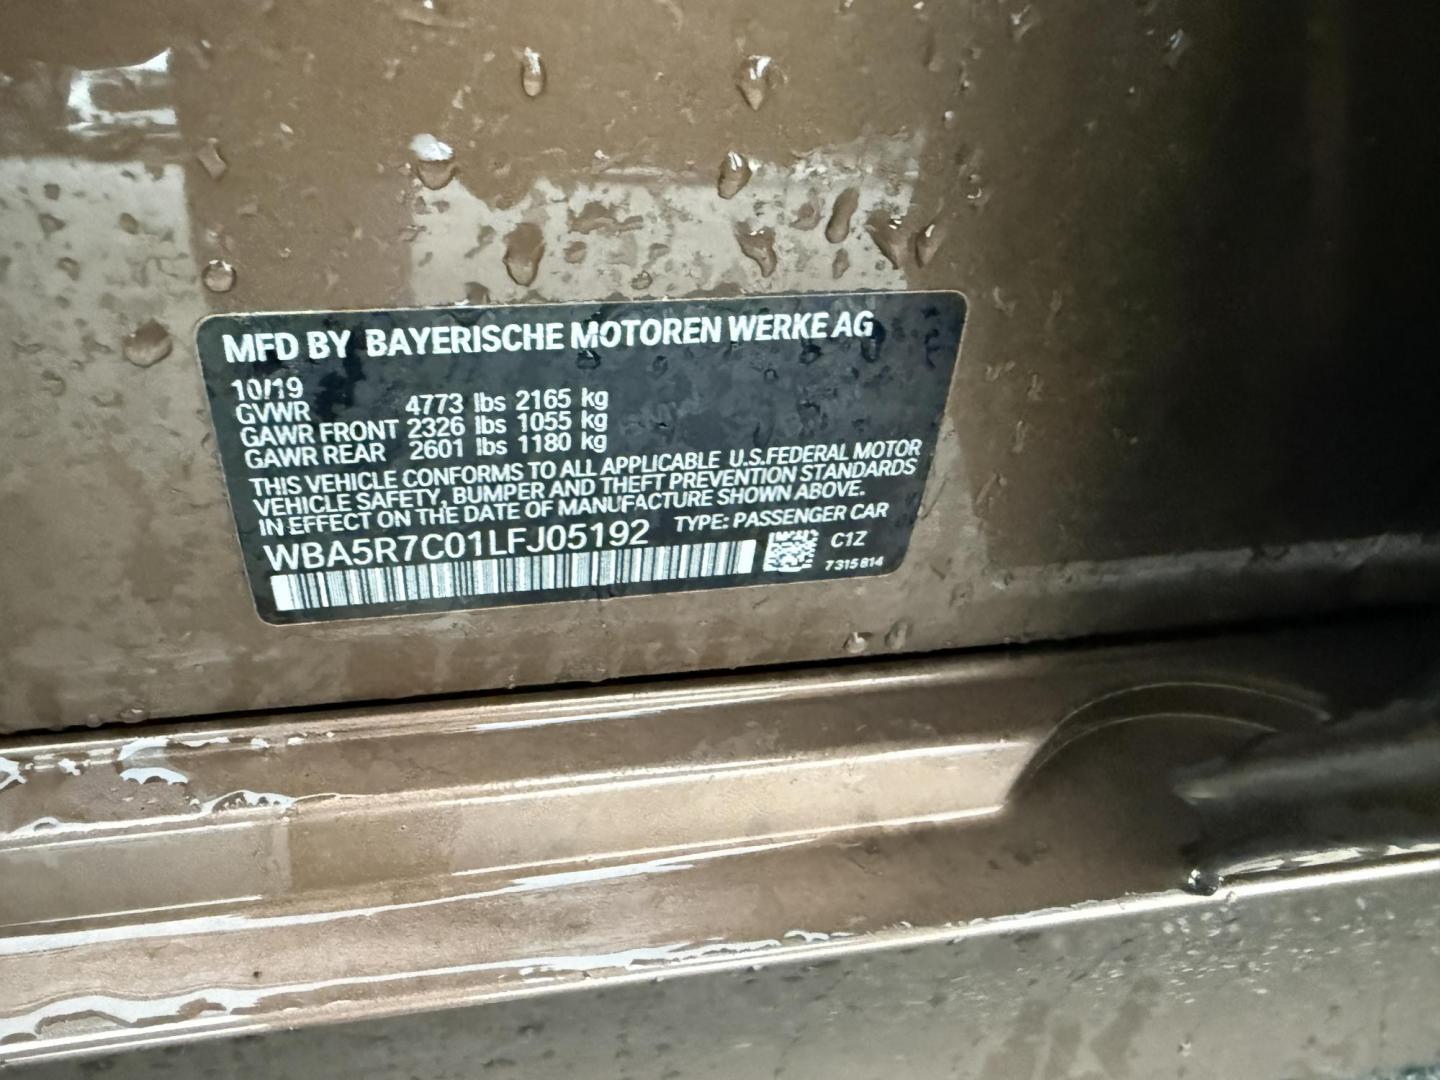 MFD BY BAYERISCHE MOTOREN WERKE AG
10/19
GVWR 4773 lbs 2165 kg
GAWR FRONT 2326 lbs 1055 kg
GAWR REAR 2601 lbs 1180 kg
THIS VEHICLE CONFORMS TO ALL APPLICABLE U.S.FEDERAL MOTOR
VEHICLE SAFETY, BUMPER AND THEFT PREVENTION STANDARDS
IN EFFECT ON THE DATE OF MANUFACTURE SHOWN ABOVE.
WBA5R7C01LFJ05192 TYPE: PASSENGER CAR
C1Z
7315814